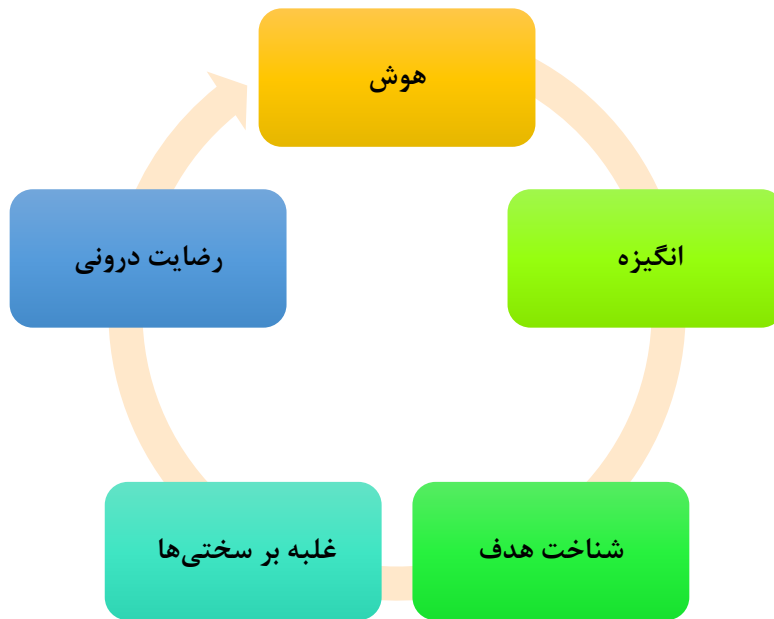 هوش
انگیزه
شناخت هدف
غلبه بر سختی‌ها
رضایت درونی